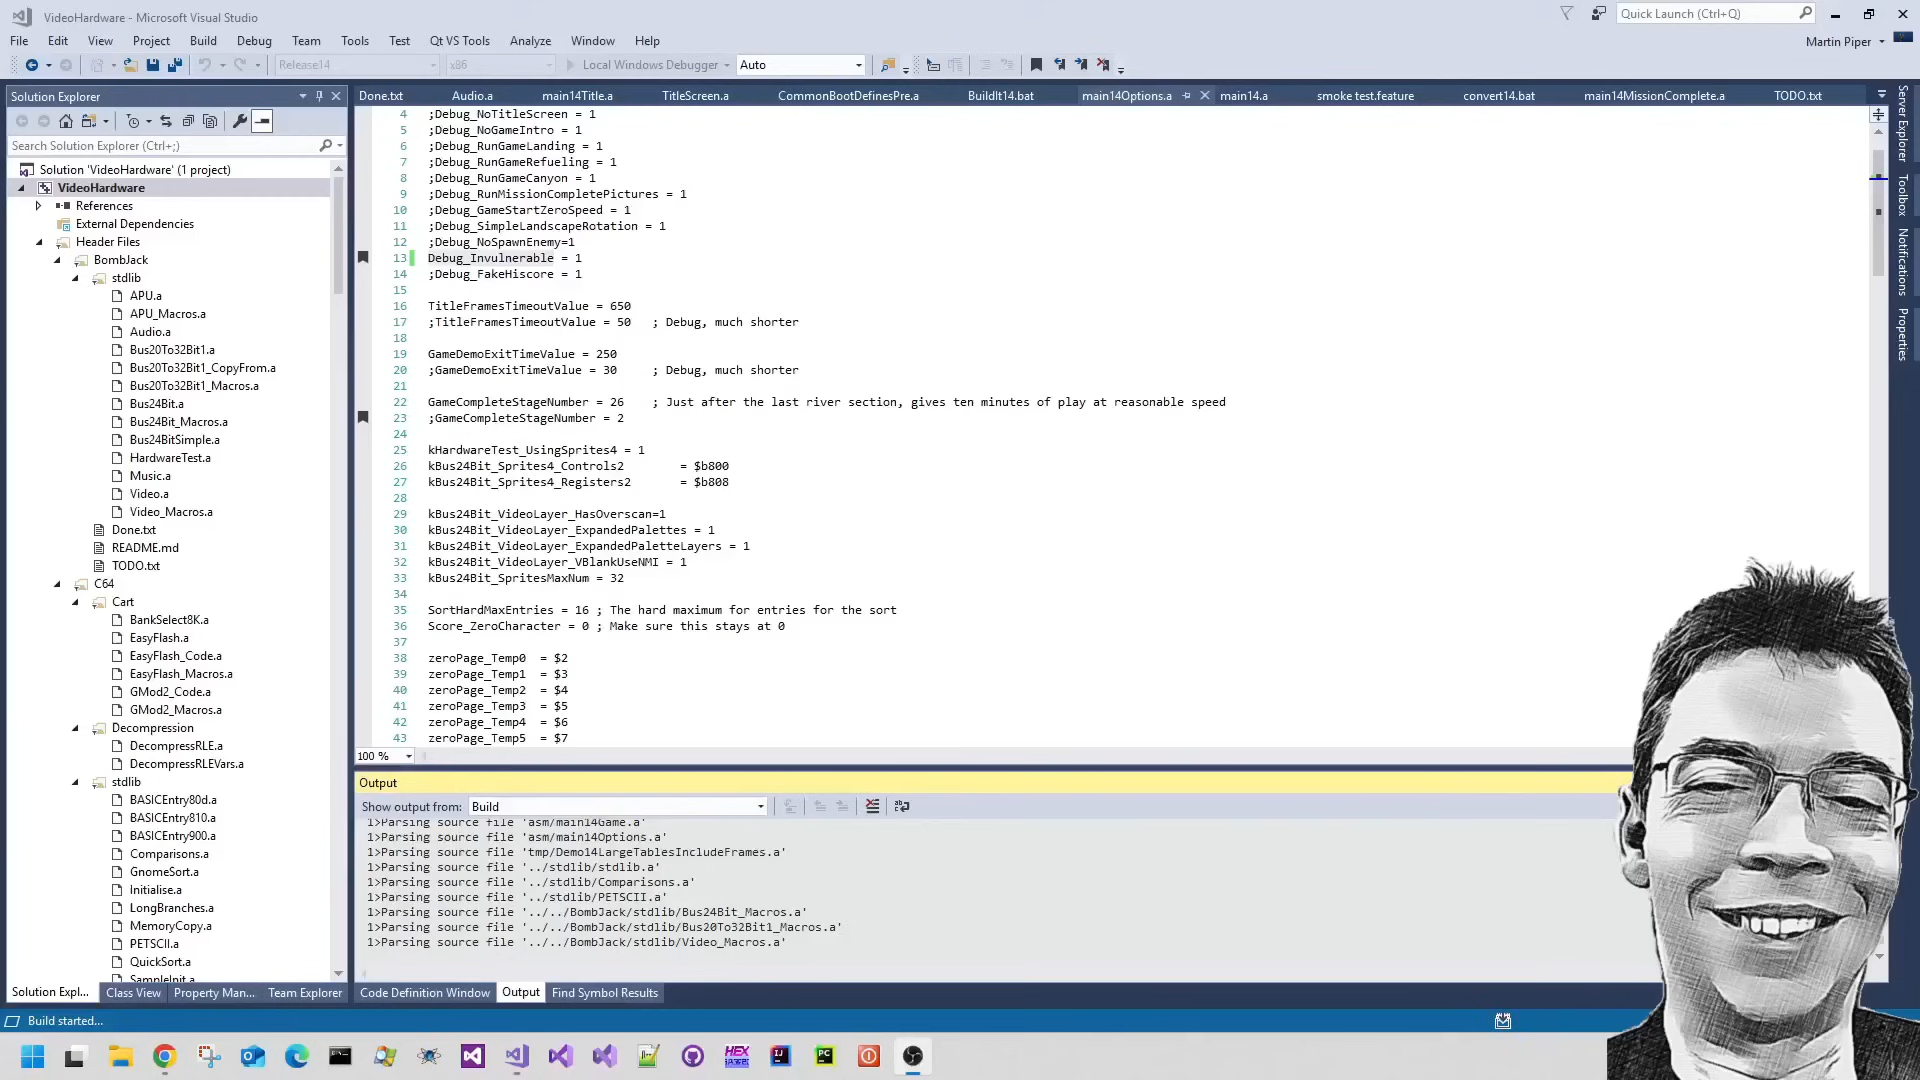 VideoHardware - Microsoft Visual Studio
Quick Launch (Ctrl+Q)
File Edit View Project Build Debug Team Tools Test Qt VS Tools Analyze Window Help
Martin Piper
Release14 x86 Local Windows Debugger Auto
Solution Explorer
Done.txt Audio.a main14Title.a TitleScreen.a CommonBootDefinesPre.a BuildIt14.bat main14Options.a main14.a smoke test.feature convert14.bat main14MissionComplete.a TODO.txt
Search Solution Explorer (Ctrl+;)
Solution 'VideoHardware' (1 project)
VideoHardware
References
External Dependencies
Header Files
BombJack
stdlib
APU.a
APU_Macros.a
Audio.a
Bus20To32Bit1.a
Bus20To32Bit1_CopyFrom.a
Bus20To32Bit1_Macros.a
Bus24Bit.a
Bus24Bit_Macros.a
Bus24BitSimple.a
HardwareTest.a
Music.a
Video.a
Video_Macros.a
Done.txt
README.md
TODO.txt
C64
Cart
BankSelect8K.a
EasyFlash.a
EasyFlash_Code.a
EasyFlash_Macros.a
GMod2_Code.a
GMod2_Macros.a
Decompression
DecompressRLE.a
DecompressRLEVars.a
stdlib
BASICEntry80d.a
BASICEntry810.a
BASICEntry900.a
Comparisons.a
GnomeSort.a
Initialise.a
LongBranches.a
MemoryCopy.a
PETSCII.a
QuickSort.a
SampleInit.a
Solution Expl... Class View Property Man... Team Explorer
4 ;Debug_NoTitleScreen = 1
5 ;Debug_NoGameIntro = 1
6 ;Debug_RunGameLanding = 1
7 ;Debug_RunGameRefueling = 1
8 ;Debug_RunGameCanyon = 1
9 ;Debug_RunMissionCompletePictures = 1
10 ;Debug_GameStartZeroSpeed = 1
11 ;Debug_SimpleLandscapeRotation = 1
12 ;Debug_NoSpawnEnemy=1
13 Debug_Invulnerable = 1
14 ;Debug_FakeHiscore = 1
15
16 TitleFramesTimeoutValue = 650
17 ;TitleFramesTimeoutValue = 50 ; Debug, much shorter
18
19 GameDemoExitTimeValue = 250
20 ;GameDemoExitTimeValue = 30 ; Debug, much shorter
21
22 GameCompleteStageNumber = 26 ; Just after the last river section, gives ten minutes of play at reasonable speed
23 ;GameCompleteStageNumber = 2
24
25 kHardwareTest_UsingSprites4 = 1
26 kBus24Bit_Sprites4_Controls2 = $b800
27 kBus24Bit_Sprites4_Registers2 = $b808
28
29 kBus24Bit_VideoLayer_HasOverscan=1
30 kBus24Bit_VideoLayer_ExpandedPalettes = 1
31 kBus24Bit_VideoLayer_ExpandedPaletteLayers = 1
32 kBus24Bit_VideoLayer_VBlankUseNMI = 1
33 kBus24Bit_SpritesMaxNum = 32
34
35 SortHardMaxEntries = 16 ; The hard maximum for entries for the sort
36 Score_ZeroCharacter = 0 ; Make sure this stays at 0
37
38 zeroPage_Temp0 = $2
39 zeroPage_Temp1 = $3
40 zeroPage_Temp2 = $4
41 zeroPage_Temp3 = $5
42 zeroPage_Temp4 = $6
43 zeroPage_Temp5 = $7
100 %
Output
Show output from: Build
1>Parsing source file 'asm/main14Game.a'
1>Parsing source file 'asm/main14Options.a'
1>Parsing source file 'tmp/Demo14LargeTablesIncludeFrames.a'
1>Parsing source file '../stdlib/stdlib.a'
1>Parsing source file '../stdlib/Comparisons.a'
1>Parsing source file '../stdlib/PETSCII.a'
1>Parsing source file '../../BombJack/stdlib/Bus24Bit_Macros.a'
1>Parsing source file '../../BombJack/stdlib/Bus20To32Bit1_Macros.a'
1>Parsing source file '../../BombJack/stdlib/Video_Macros.a'
Code Definition Window Output Find Symbol Results
Server Explorer
Toolbox
Notifications
Properties
Build started...
HEX
IJ
PC